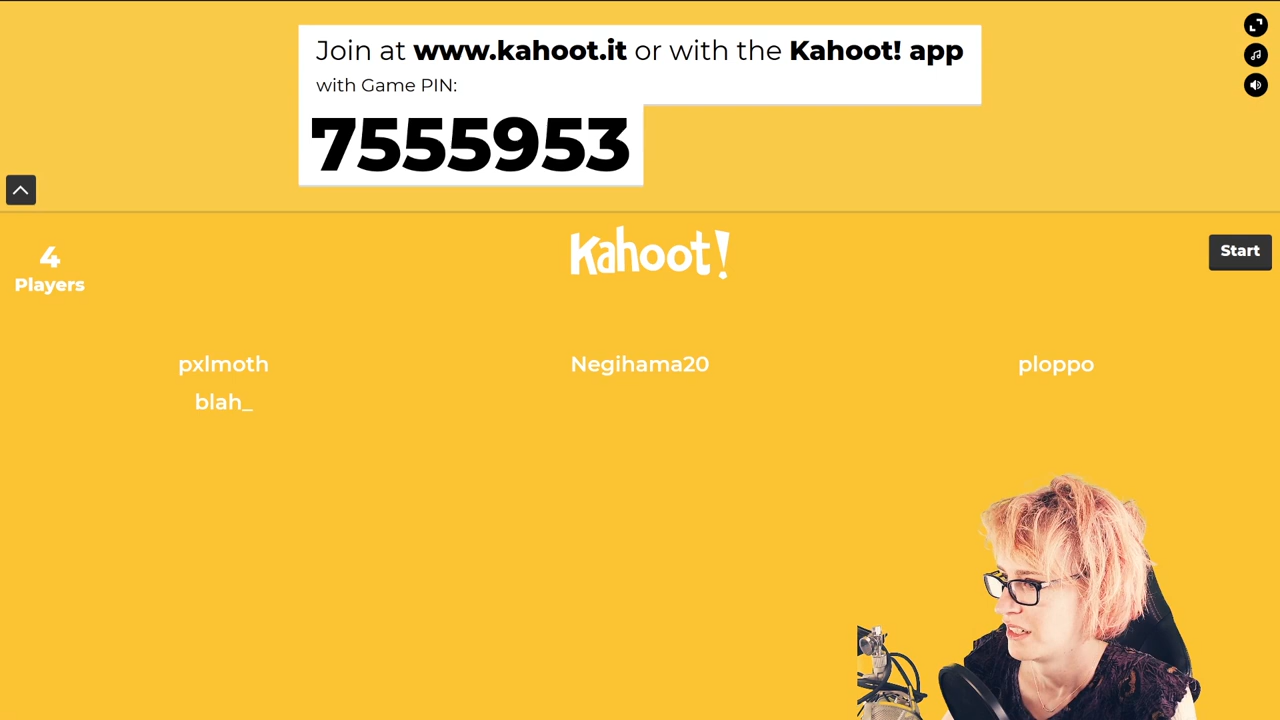 Join at www.kahoot.it or with the Kahoot! app
with Game PIN:
7555953
Kahoot!
4
Players
Start
pxlmoth
Negihama20
ploppo
blah_